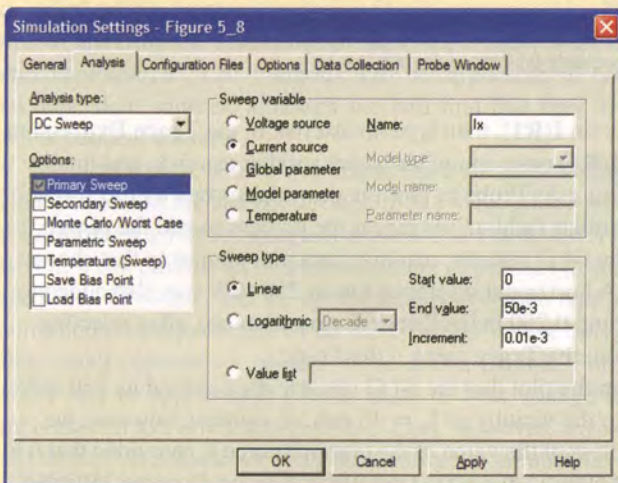 Simulation Settings - Figure 5_8
General
Analysis
Configuration Files
Options
Data Collection
Probe Window
Analysis type:
DC Sweep
Options:
Primary Sweep
Secondary Sweep
Monte Carlo/Worst Case
Parametric Sweep
Temperature (Sweep)
Save Bias Point
Load Bias Point
Sweep variable
Voltage source
Current source
Global parameter
Model parameter
Temperature
Name: Ix
Model type:
Model name:
Parameter name:
Sweep type
Linear
Logarithmic Decade
Value list
Start value: 0
End value: 50e-3
Increment: 0.01e-3
OK
Cancel
Apply
Help